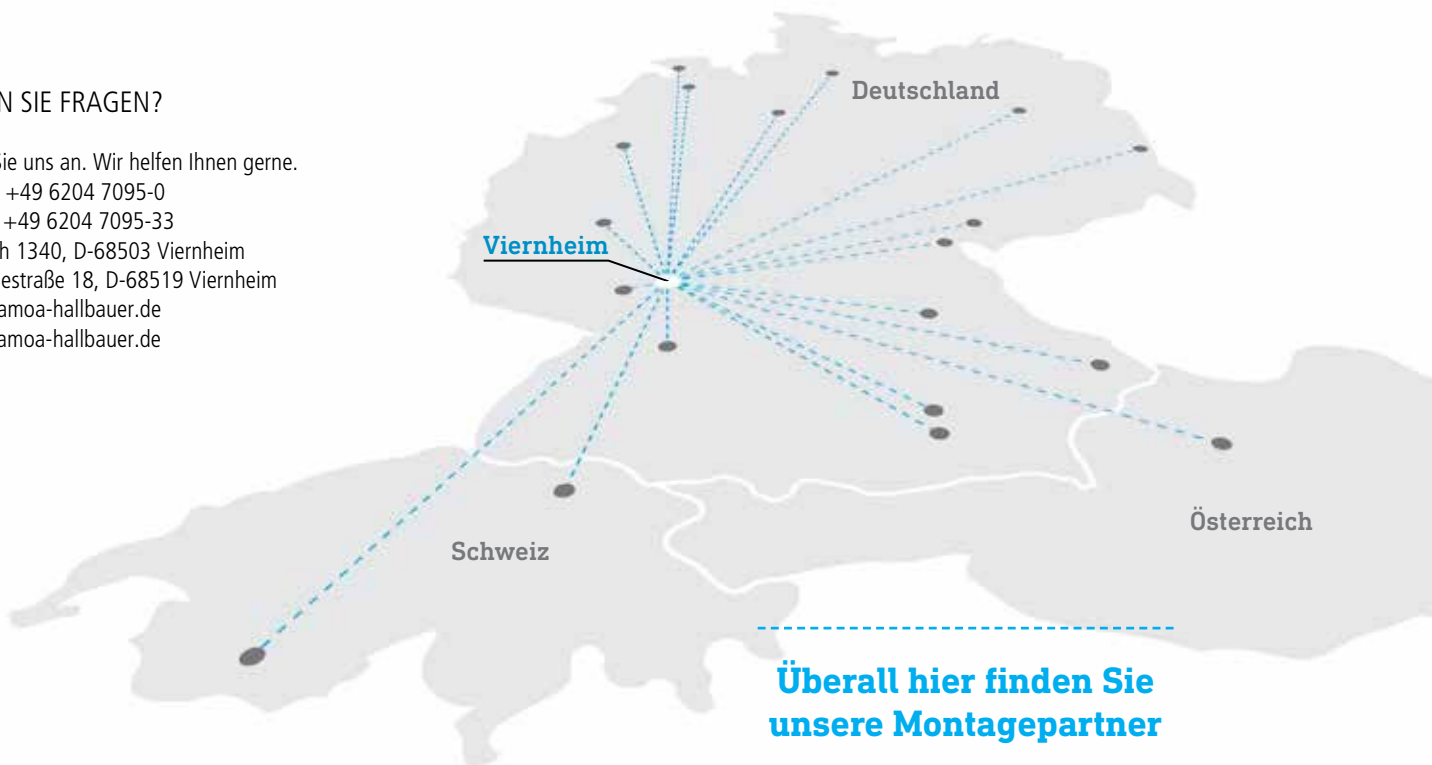 N SIE FRAGEN?
Sie uns an. Wir helfen Ihnen gerne.
+49 6204 7095-0
+49 6204 7095-33
h 1340, D-68503 Viernheim
estraße 18, D-68519 Viernheim
amoa-hallbauer.de
amoa-hallbauer.de
Deutschland
Viernheim
Österreich
Schweiz
Überall hier finden Sie
unsere Montagepartner